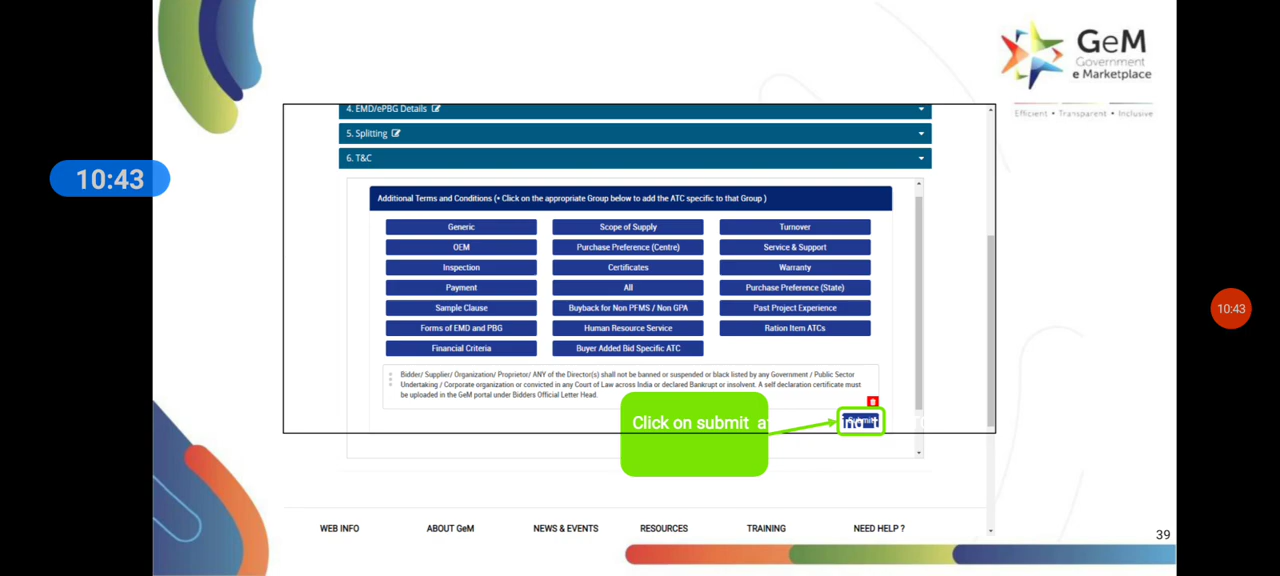 GeM
Government
e Marketplace
Efficient • Transparent • Inclusive
4. EMD/ePBG Details
5. Splitting
6. T&C
10:43
Additional Terms and Conditions (• Click on the appropriate Group below to add the ATC specific to that Group )
Generic
Scope of Supply
Turnover
OEM
Purchase Preference (Centre)
Service & Support
Inspection
Certificates
Warranty
Payment
All
Purchase Preference (State)
Sample Clause
Buyback for Non PFMS / Non GPA
Past Project Experience
10:43
Forms of EMD and PBG
Human Resource Service
Ration Item ATCs
Financial Criteria
Buyer Added Bid Specific ATC
Bidder/ Supplier/ Organization/ Proprietor/ ANY of the Director(s) shall not be banned or suspended or black listed by any Government / Public Sector
Undertaking / Corporate organization or convicted in any Court of Law across India or declared Bankrupt or insolvent. A self declaration certificate must
be uploaded in the GeM portal under Bidders Official Letter Head.
Click on submit
WEB INFO
ABOUT GeM
NEWS & EVENTS
RESOURCES
TRAINING
NEED HELP ?
39